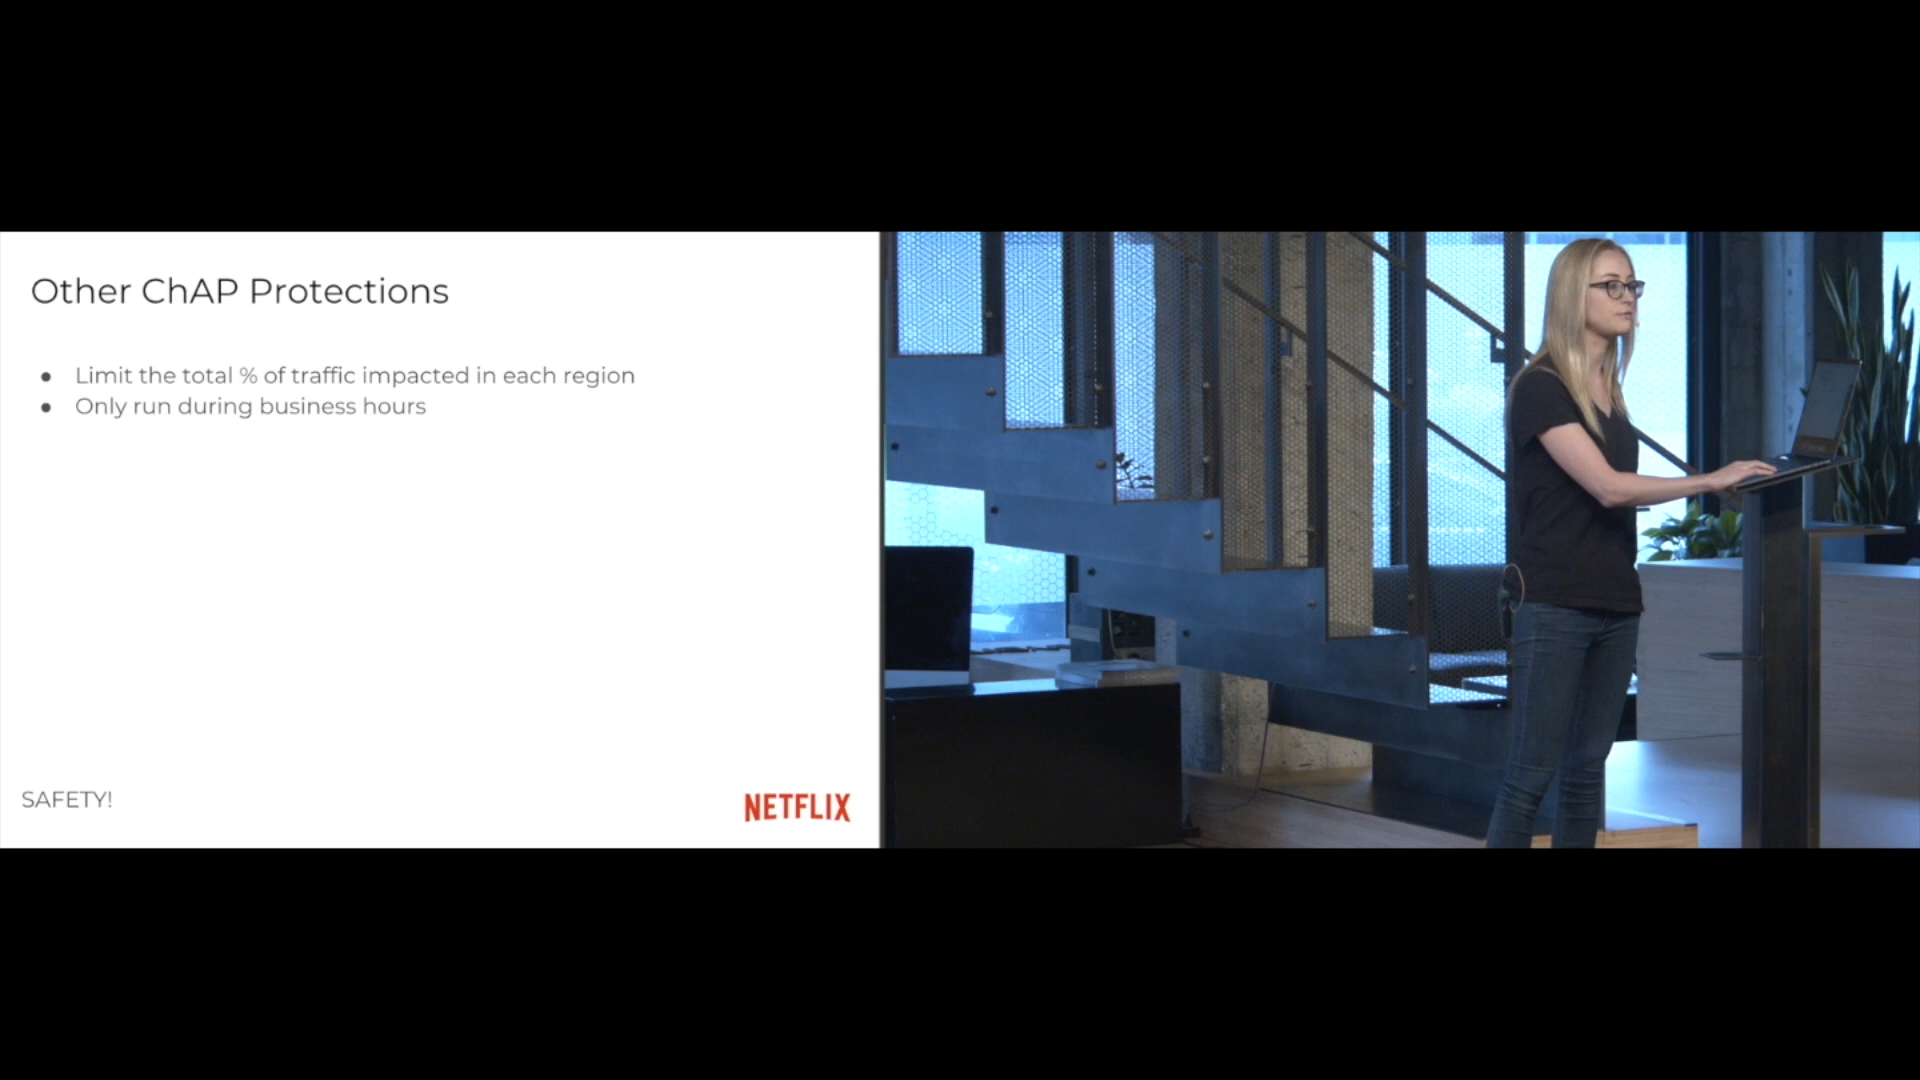 Other ChAP Protections
● Limit the total % of traffic impacted in each region
● Only run during business hours
SAFETY!
NETFLIX